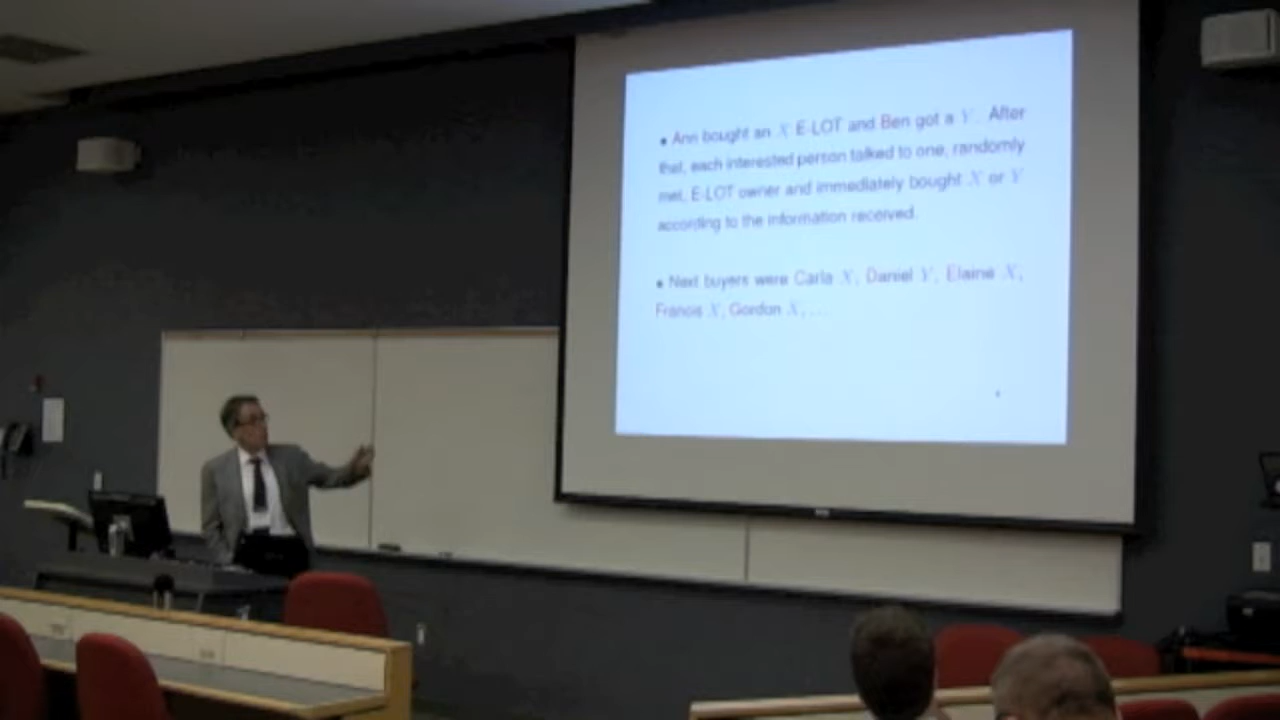 • Ann bought an X E-LOT and Ben got a Y. After
that, each interested person talked to one, randomly
met, E-LOT owner and immediately bought X or Y
according to the information received.
• Next buyers were Carla X, Daniel Y, Elaine X,
Francis X, Gordon X, ...